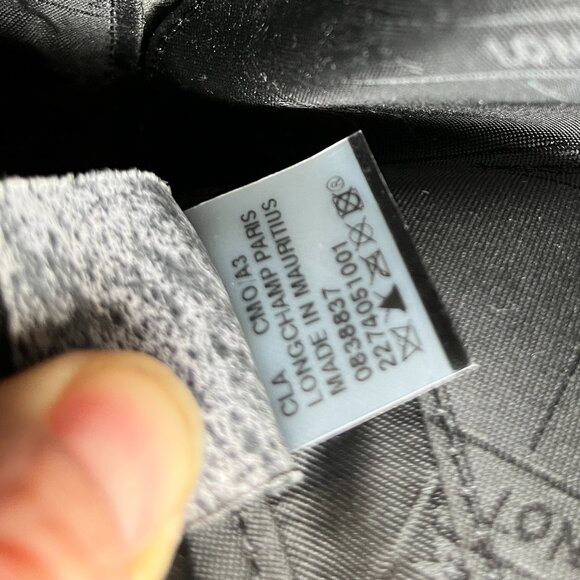 CLA CMO A3
LONGCHAMP PARIS
MADE IN MAURITIUS
0838837
2274051001
®